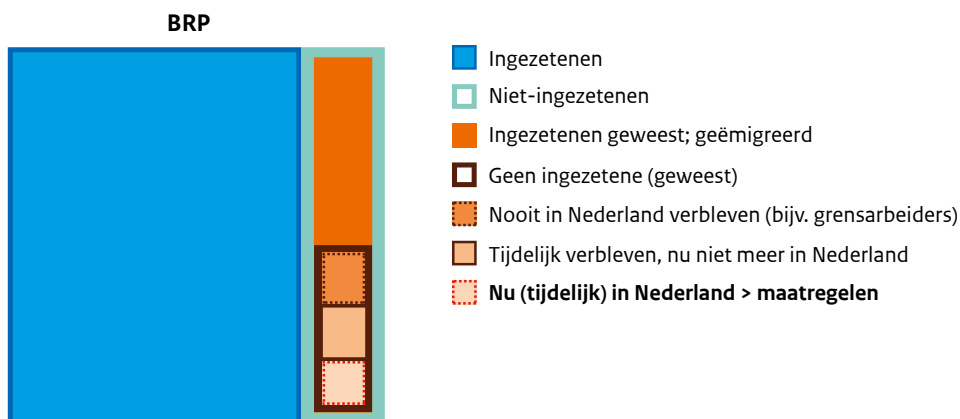 BRP
Ingezetenen
Niet-ingezetenen
Ingezetenen geweest; geëmigreerd
Geen ingezetene (geweest)
Nooit in Nederland verbleven (bijv. grensarbeiders)
Tijdelijk verbleven, nu niet meer in Nederland
Nu (tijdelijk) in Nederland > maatregelen